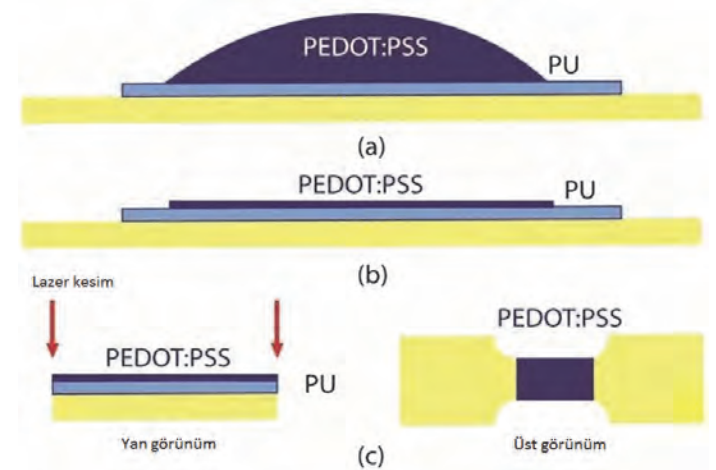 PEDOT:PSS
PU
(a)
PEDOT:PSS
PU
(b)
Lazer kesim
PEDOT:PSS
PEDOT:PSS
PU
Yan görünüm
Üst görünüm
(c)